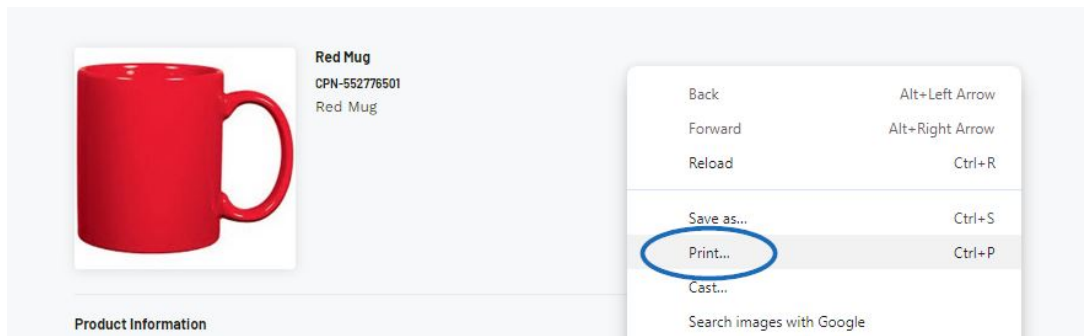 Red Mug
CPN-552776501
Red Mug
Back Alt+Left Arrow
Forward Alt+Right Arrow
Reload Ctrl+R
Save as... Ctrl+S
Print... Ctrl+P
Cast...
Search images with Google
Product Information